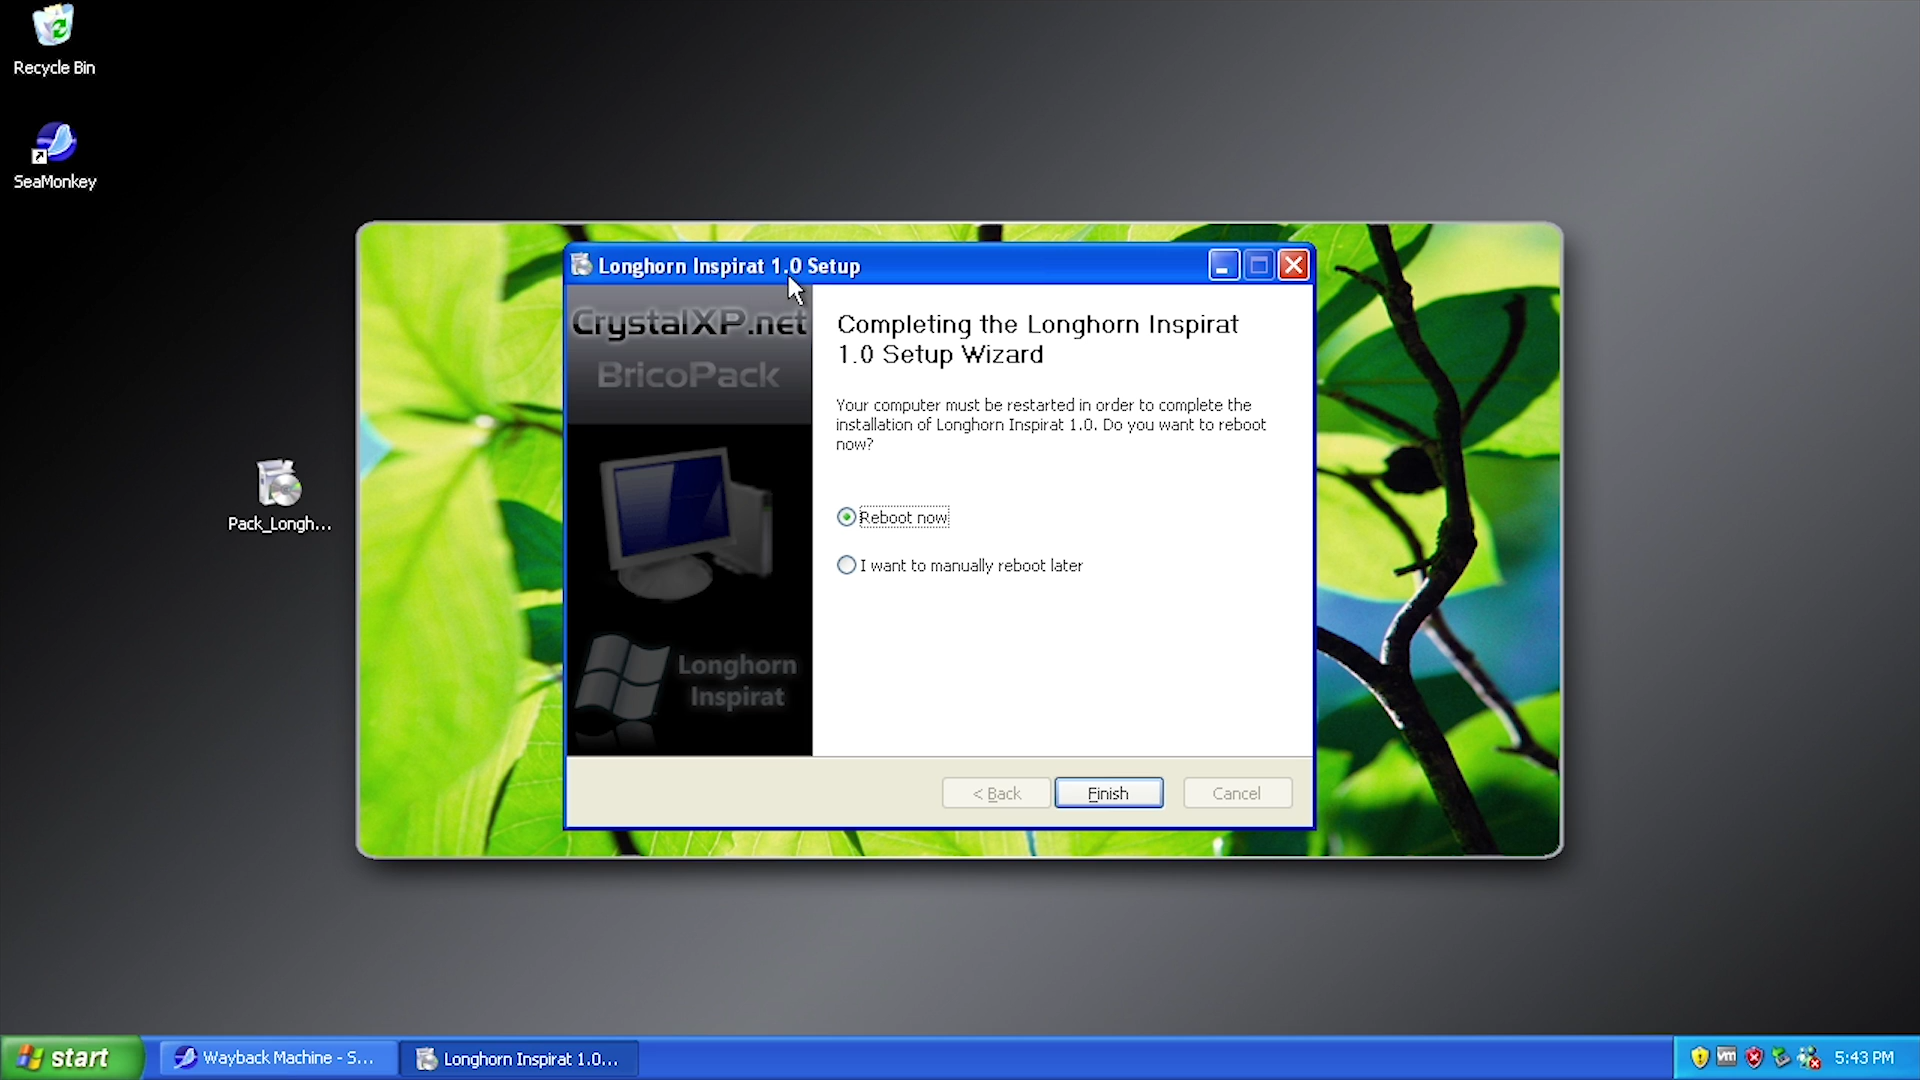 Recycle Bin
SeaMonkey
Pack_Longh...
Longhorn Inspirat 1.0 Setup
CrystalXP.net
BricoPack
Longhorn
Inspirat
Completing the Longhorn Inspirat
1.0 Setup Wizard
Your computer must be restarted in order to complete the
installation of Longhorn Inspirat 1.0. Do you want to reboot
now?
Reboot now
I want to manually reboot later
< Back
Finish
Cancel
start
Wayback Machine - S...
Longhorn Inspirat 1.0...
vm
5:43 PM